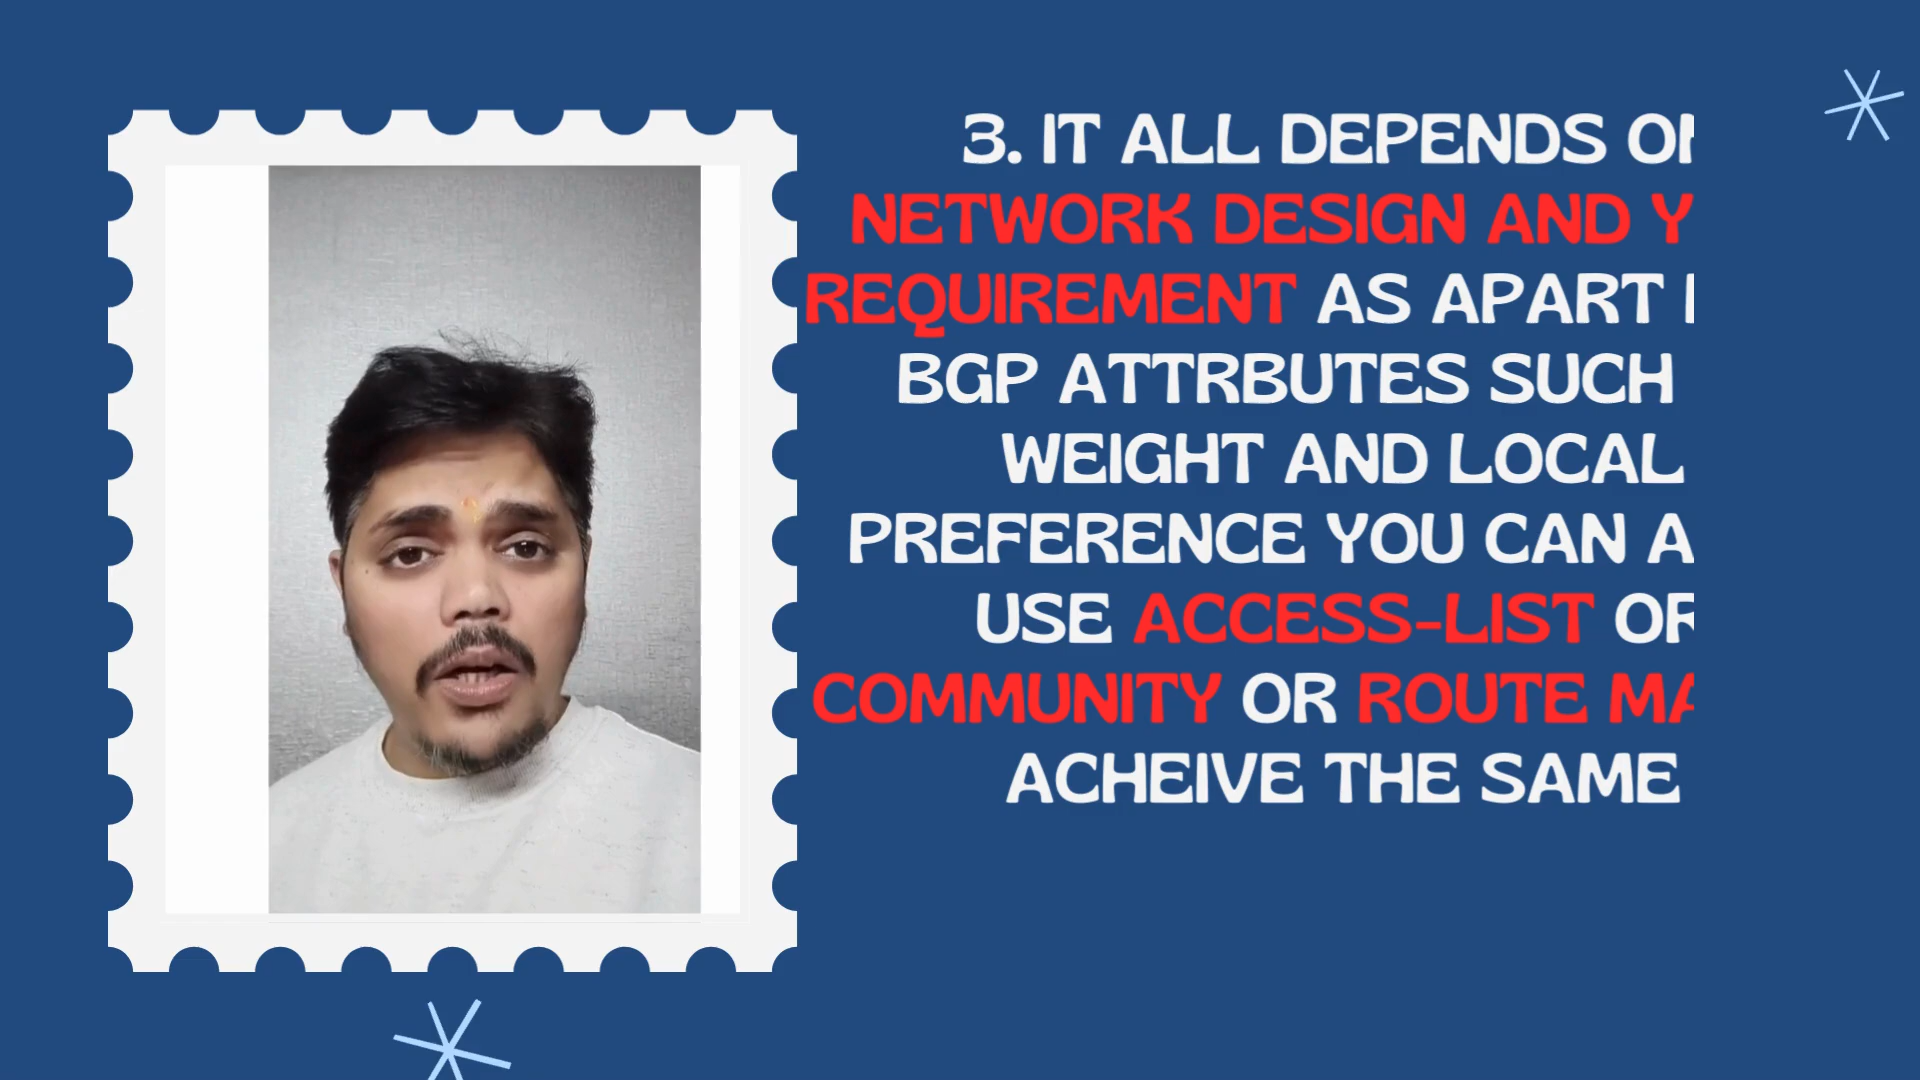 3. IT ALL DEPENDS
NETWORK DESIGN AND
REQUIREMENT AS APART
BGP ATTRBUTES SUCH
WEIGHT AND LOCAL
PREFERENCE YOU CAN
USE ACCESS-LIST OR
COMMUNITY OR ROUTE
ACHEIVE THE SAME